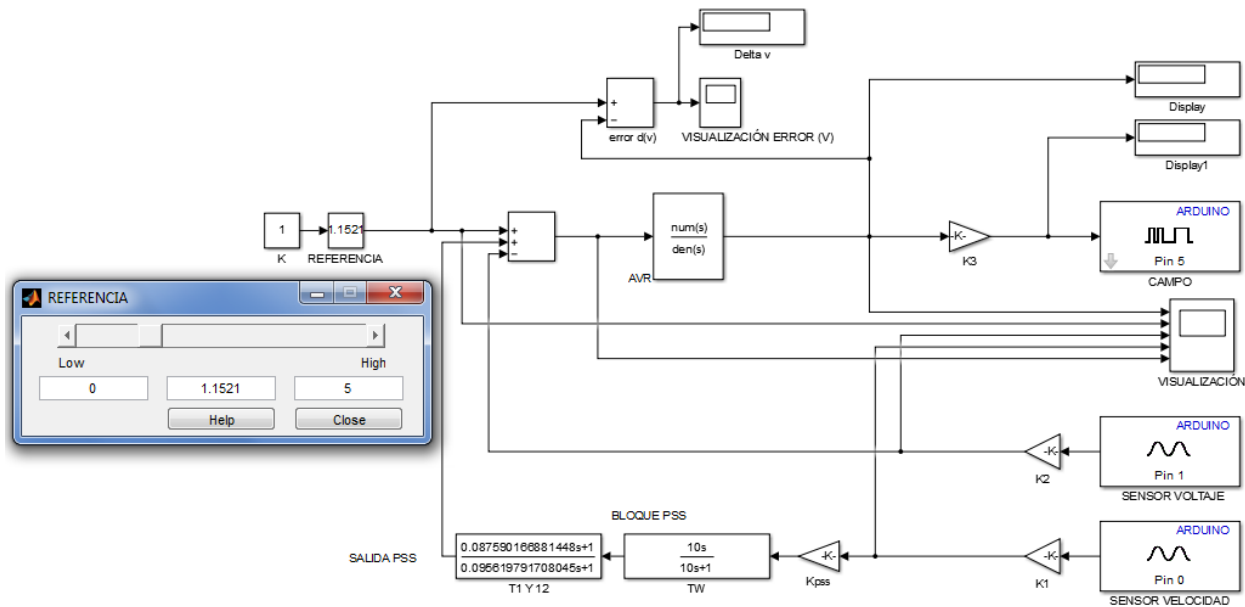 Delta v
+
−
error d(v)
VISUALIZACIÓN ERROR (V)
Display
Display1
1
K
1.1521
REFERENCIA
+
+
−
num(s)
den(s)
AVR
-K-
K3
ARDUINO
Pin 5
CAMPO
REFERENCIA
Low
High
0
1.1521
5
Help
Close
VISUALIZACIÓN
-K-
K2
ARDUINO
Pin 1
SENSOR VOLTAJE
BLOQUE PSS
SALIDA PSS
0.087590166881448s+1
0.095619791708045s+1
T1 Y 12
10s
10s+1
TW
-K-
Kpss
-K-
K1
ARDUINO
Pin 0
SENSOR VELOCIDAD